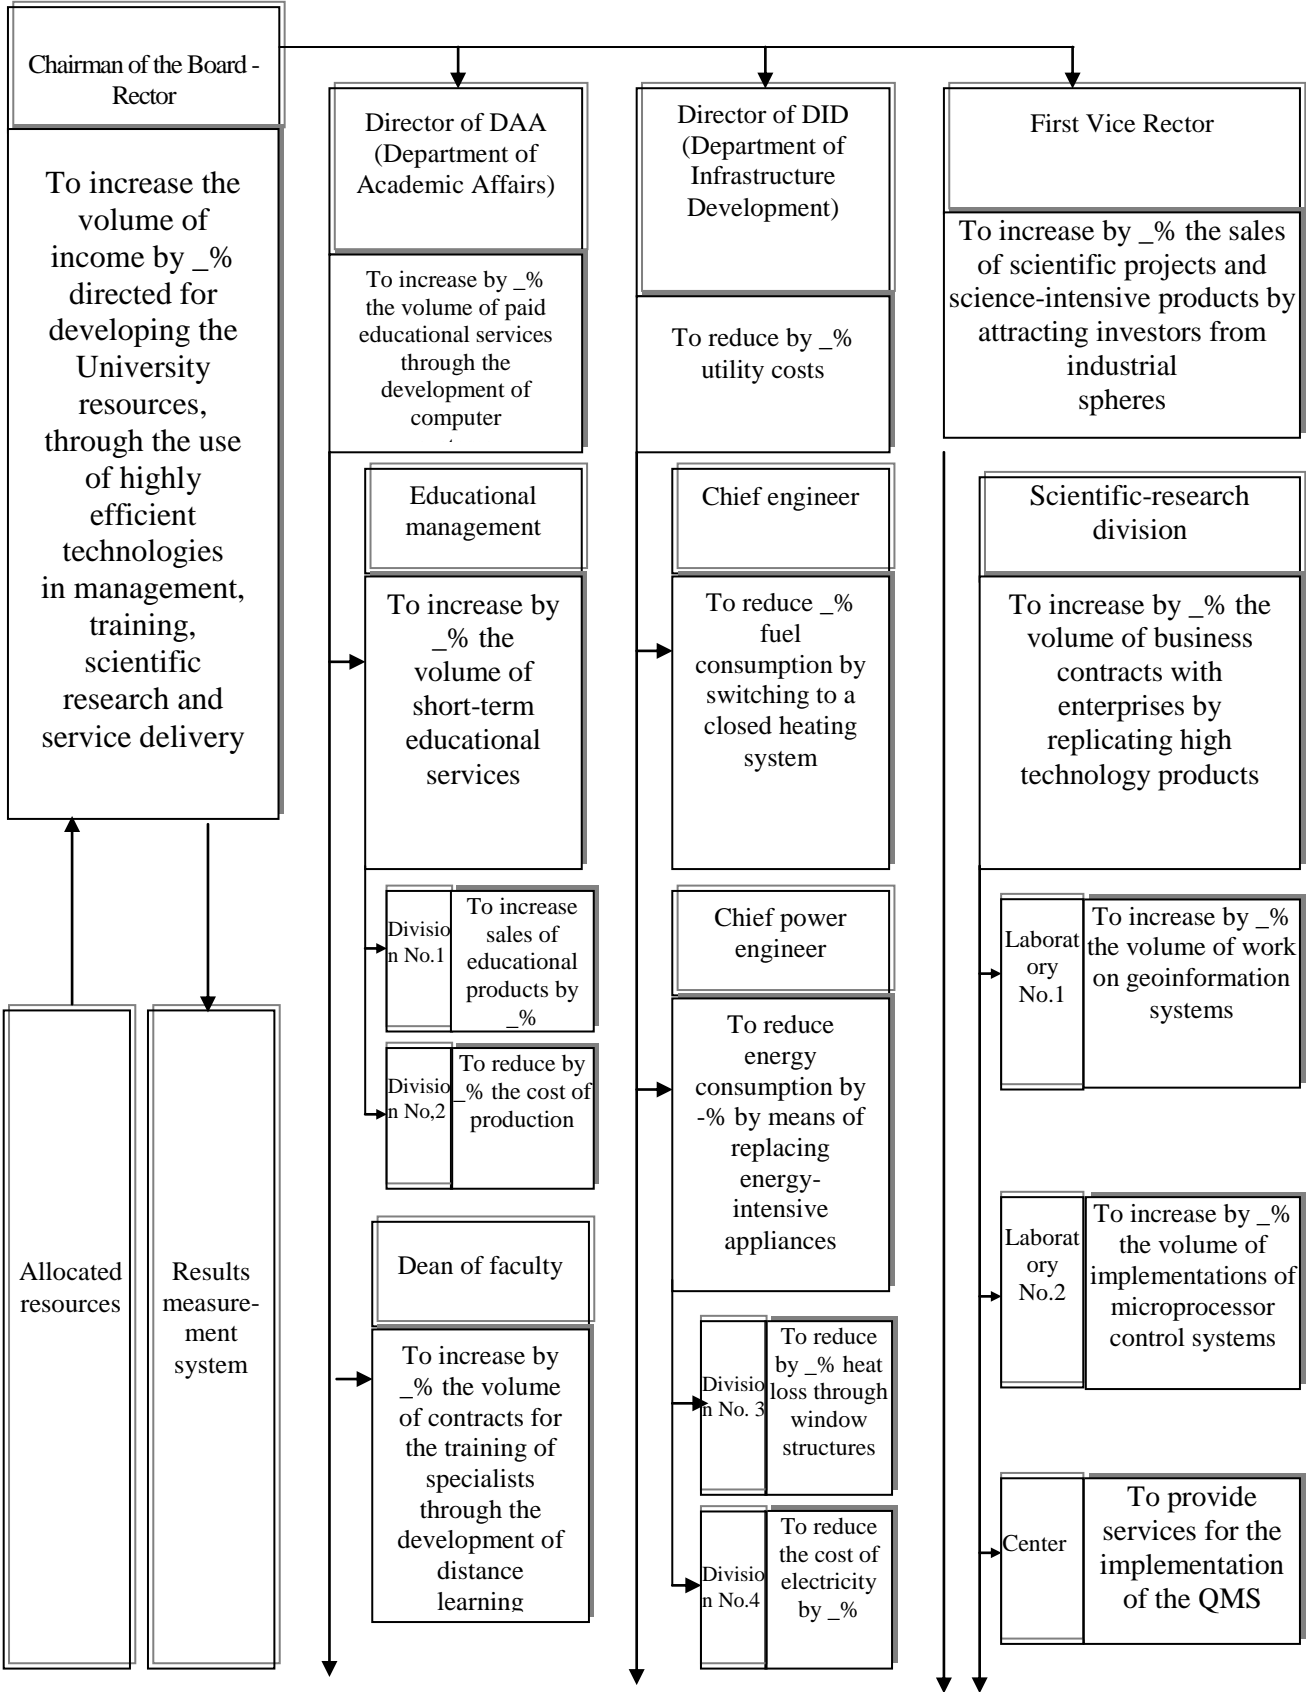 Chairman of the Board -
Rector
To increase the
volume of
income by _%
directed for
developing the
University
resources,
through the use
of highly
efficient
technologies
in management,
training,
scientific
research and
service delivery
Allocated
resources
Results
measure-
ment
system
Director of DAA
(Department of
Academic Affairs)
To increase by _%
the volume of paid
educational services
through the
development of
computer
Educational
management
To increase by
_% the
volume of
short-term
educational
services
Divisio
n No.1
To increase
sales of
educational
products by
_%
Divisio
n No,2
To reduce by
_% the cost of
production
Dean of faculty
To increase by
_% the volume
of contracts for
the training of
specialists
through the
development of
distance
learning
Director of DID
(Department of
Infrastructure
Development)
To reduce by _%
utility costs
Chief engineer
To reduce _%
fuel
consumption by
switching to a
closed heating
system
Chief power
engineer
To reduce
energy
consumption by
-% by means of
replacing
energy-
intensive
appliances
Divisio
n No. 3
To reduce
by _% heat
loss through
window
structures
Divisio
n No.4
To reduce
the cost of
electricity
by _%
First Vice Rector
To increase by _% the sales
of scientific projects and
science-intensive products by
attracting investors from
industrial
spheres
Scientific-research
division
To increase by _% the
volume of business
contracts with
enterprises by
replicating high
technology products
Laborat
ory
No.1
To increase by _%
the volume of work
on geoinformation
systems
Laborat
ory
No.2
To increase by _%
the volume of
implementations of
microprocessor
control systems
Center
To provide
services for the
implementation
of the QMS